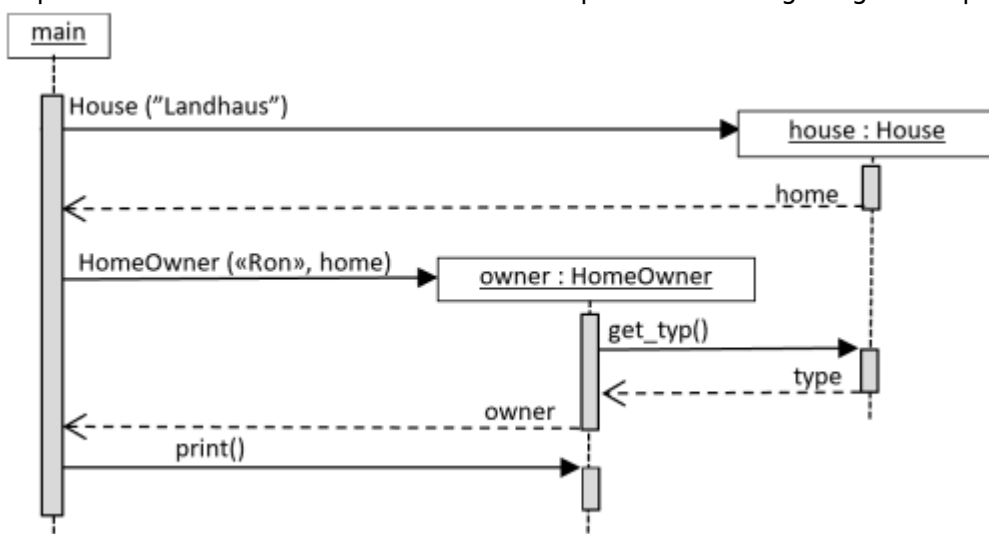 main
House (”Landhaus”)
house : House
home
HomeOwner («Ron», home)
owner : HomeOwner
get_typ()
type
owner
print()